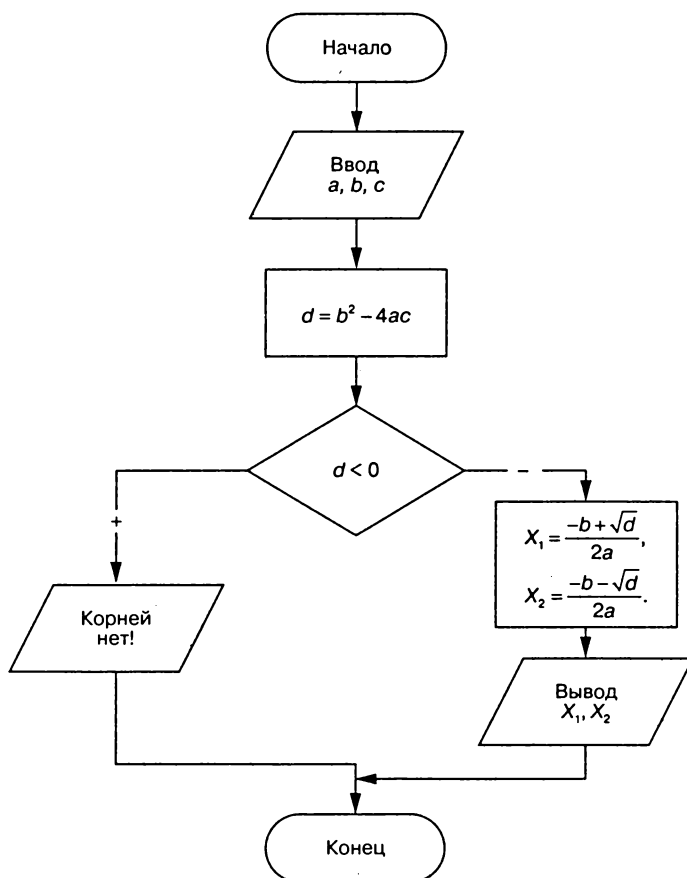 Начало
Ввод
a, b, c
d = b² – 4ac
d < 0
+
–
Корней
нет!
X₁ = (–b + √d) / 2a,
X₂ = (–b – √d) / 2a.
Вывод
X₁, X₂
Конец